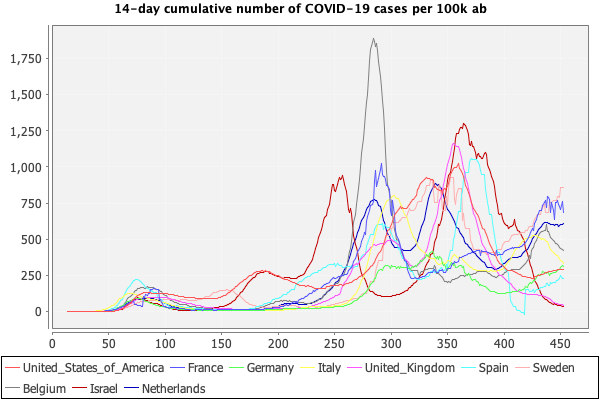 14-day cumulative number of COVID-19 cases per 100k ab
1,750
1,500
1,250
1,000
750
500
250
0
0 50 100 150 200 250 300 350 400 450
United_States_of_America France Germany Italy United_Kingdom Spain Sweden
Belgium Israel Netherlands